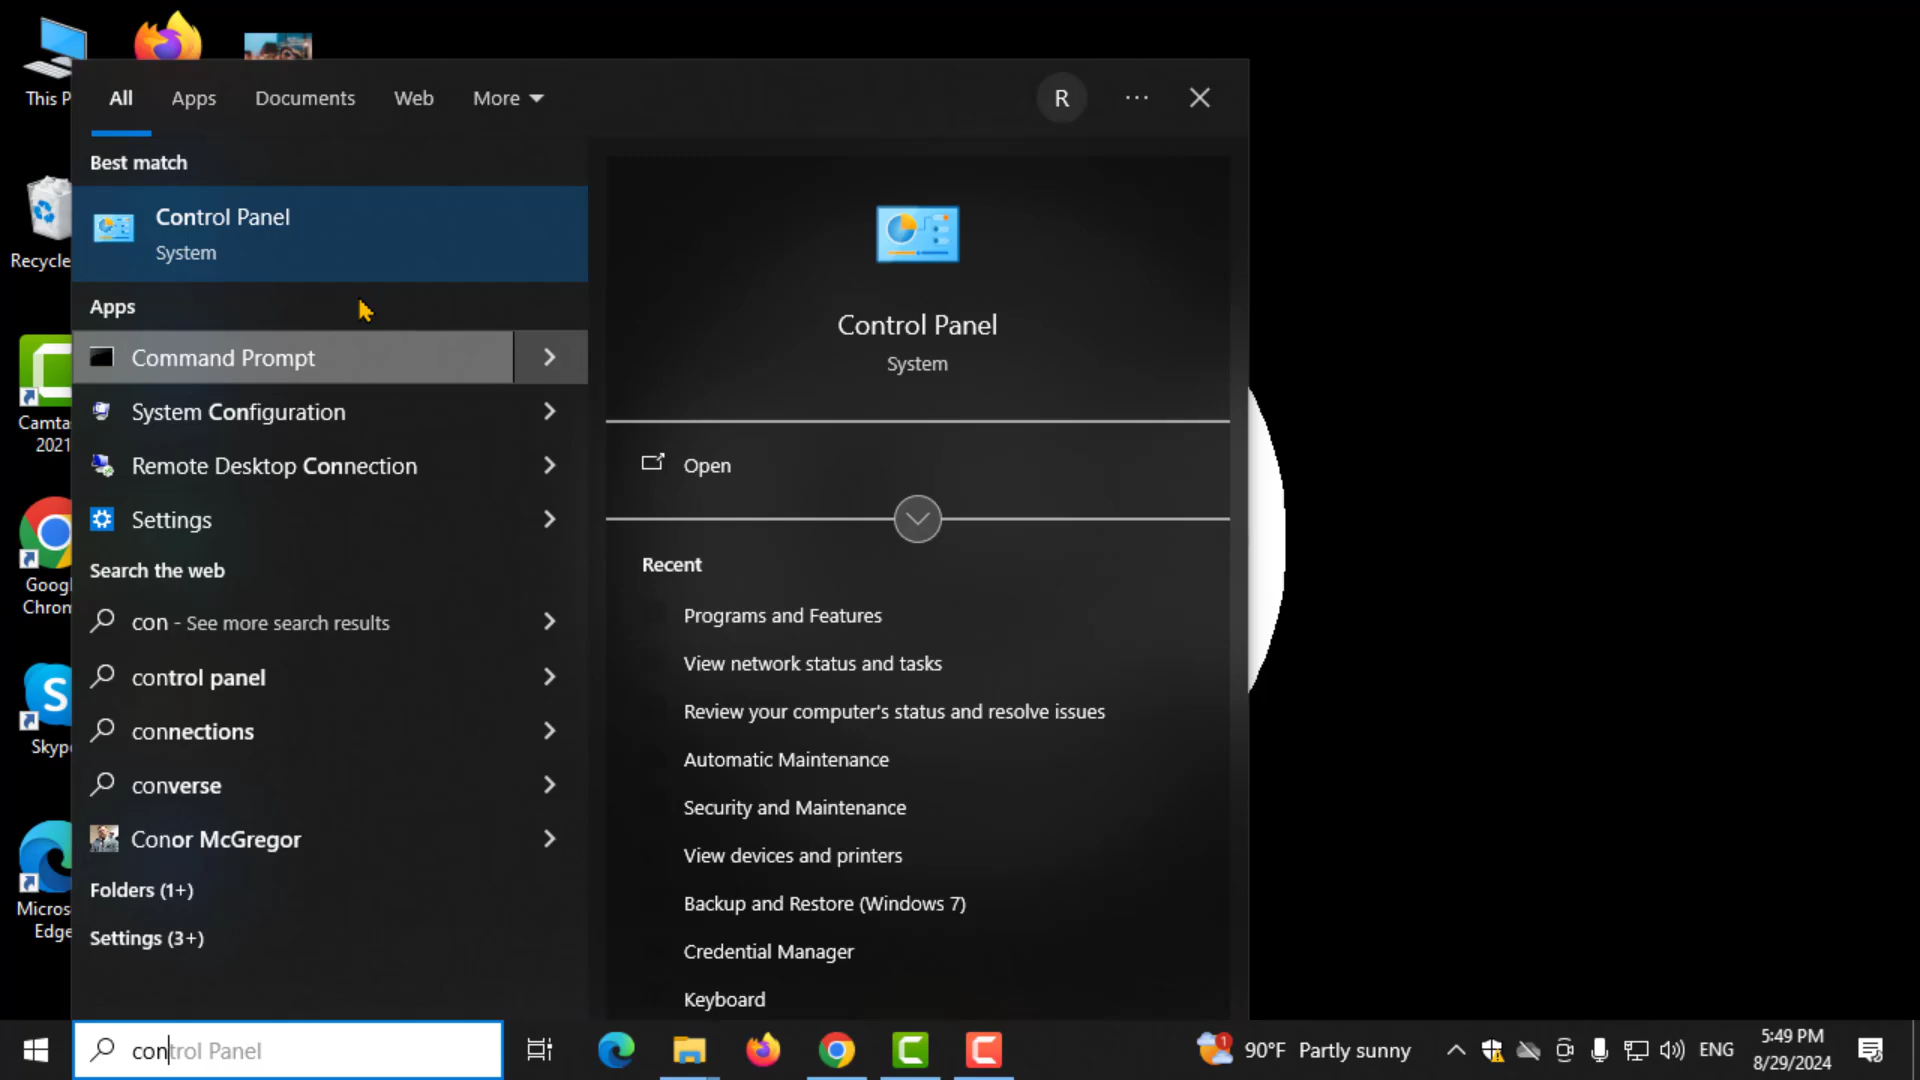 This P
Recycle
Camta
2021
Googl
Chrom
Skype
Micros
Edge
All Apps Documents Web More R
Best match
Control Panel
System
Apps
Command Prompt
System Configuration
Remote Desktop Connection
Settings
Search the web
con - See more search results
control panel
connections
converse
Conor McGregor
Folders (1+)
Settings (3+)
Control Panel
System
Open
Recent
Programs and Features
View network status and tasks
Review your computer's status and resolve issues
Automatic Maintenance
Security and Maintenance
View devices and printers
Backup and Restore (Windows 7)
Credential Manager
Keyboard
control Panel
1
90°F Partly sunny
ENG
5:49 PM
8/29/2024